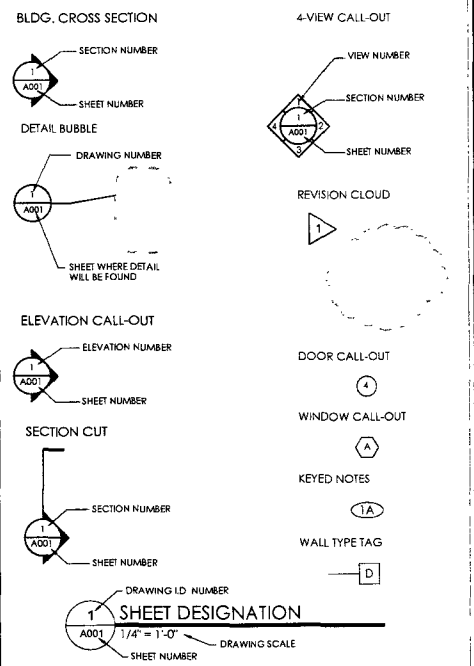 BLDG. CROSS SECTION
SECTION NUMBER
1
A001
SHEET NUMBER
DETAIL BUBBLE
DRAWING NUMBER
1
A001
SHEET WHERE DETAIL
WILL BE FOUND
ELEVATION CALL-OUT
ELEVATION NUMBER
1
A001
SHEET NUMBER
SECTION CUT
SECTION NUMBER
1
A001
SHEET NUMBER
4-VIEW CALL-OUT
VIEW NUMBER
SECTION NUMBER
1
1
4
2
A001
3
SHEET NUMBER
REVISION CLOUD
1
DOOR CALL-OUT
4
WINDOW CALL-OUT
A
KEYED NOTES
1A
WALL TYPE TAG
D
DRAWING I.D NUMBER
1
SHEET DESIGNATION
A001
1/4" = 1'-0"
DRAWING SCALE
SHEET NUMBER